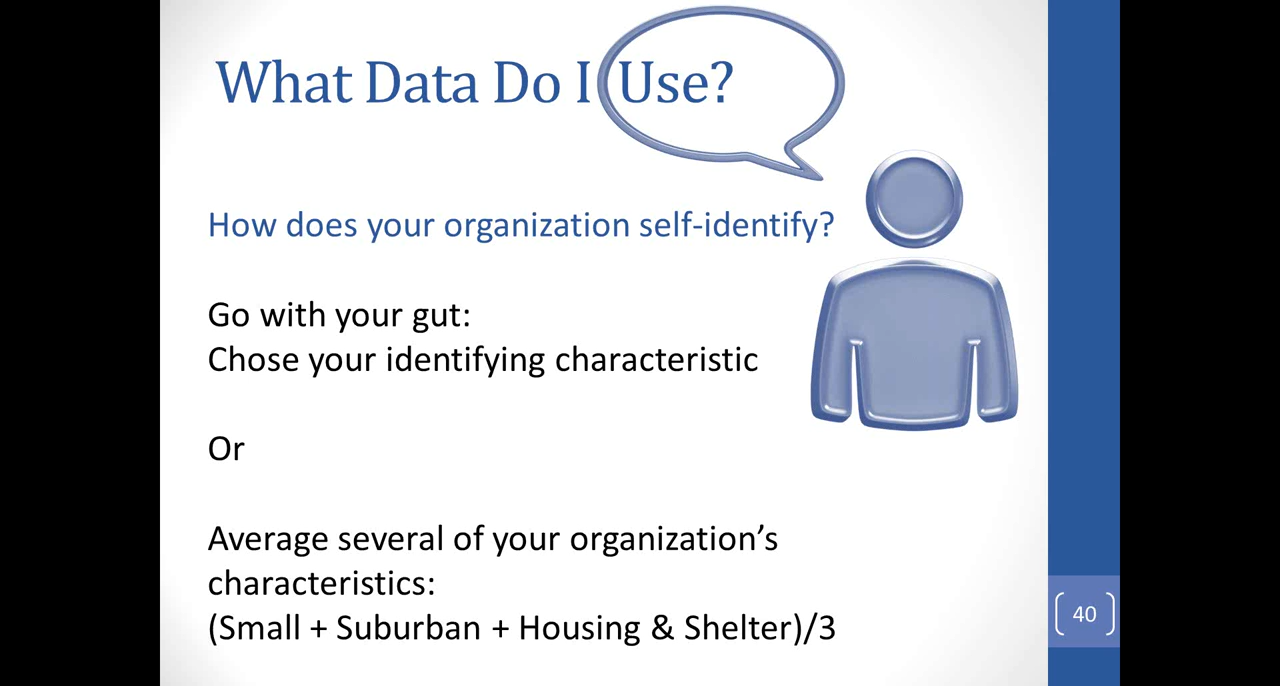 What Data Do I Use?
How does your organization self-identify?
Go with your gut:
Chose your identifying characteristic
Or
Average several of your organization’s
characteristics:
(Small + Suburban + Housing & Shelter)/3
40